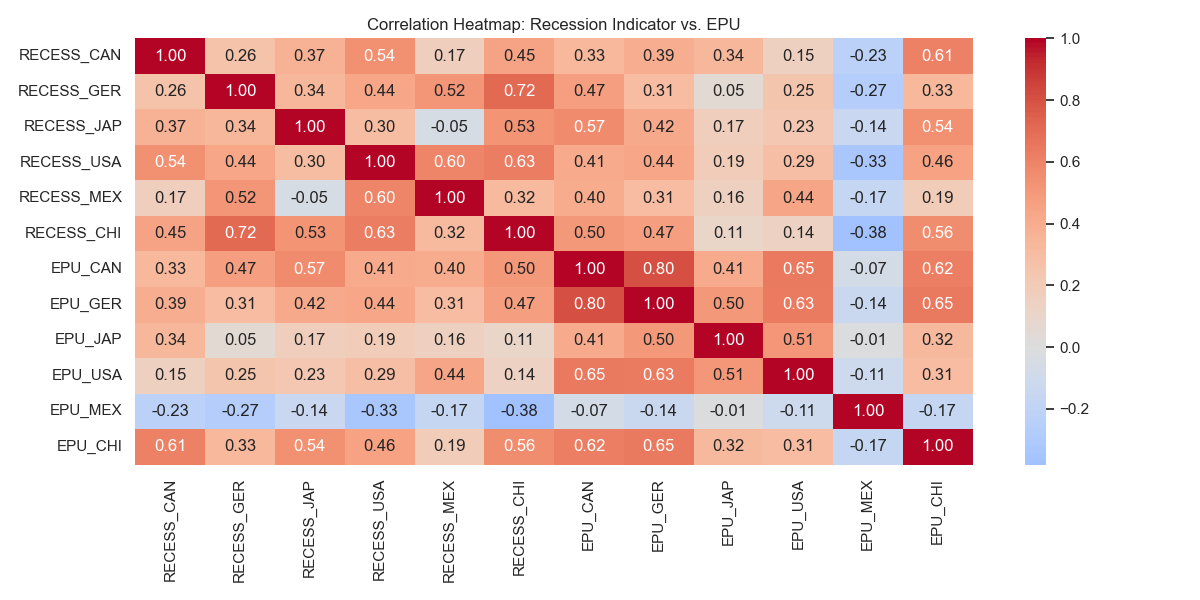 Correlation Heatmap: Recession Indicator vs. EPU
RECESS_CAN 1.00 0.26 0.37 0.54 0.17 0.45 0.33 0.39 0.34 0.15 -0.23 0.61
RECESS_GER 0.26 1.00 0.34 0.44 0.52 0.72 0.47 0.31 0.05 0.25 -0.27 0.33
RECESS_JAP 0.37 0.34 1.00 0.30 -0.05 0.53 0.57 0.42 0.17 0.23 -0.14 0.54
RECESS_USA 0.54 0.44 0.30 1.00 0.60 0.63 0.41 0.44 0.19 0.29 -0.33 0.46
RECESS_MEX 0.17 0.52 -0.05 0.60 1.00 0.32 0.40 0.31 0.16 0.44 -0.17 0.19
RECESS_CHI 0.45 0.72 0.53 0.63 0.32 1.00 0.50 0.47 0.11 0.14 -0.38 0.56
EPU_CAN 0.33 0.47 0.57 0.41 0.40 0.50 1.00 0.80 0.41 0.65 -0.07 0.62
EPU_GER 0.39 0.31 0.42 0.44 0.31 0.47 0.80 1.00 0.50 0.63 -0.14 0.65
EPU_JAP 0.34 0.05 0.17 0.19 0.16 0.11 0.41 0.50 1.00 0.51 -0.01 0.32
EPU_USA 0.15 0.25 0.23 0.29 0.44 0.14 0.65 0.63 0.51 1.00 -0.11 0.31
EPU_MEX -0.23 -0.27 -0.14 -0.33 -0.17 -0.38 -0.07 -0.14 -0.01 -0.11 1.00 -0.17
EPU_CHI 0.61 0.33 0.54 0.46 0.19 0.56 0.62 0.65 0.32 0.31 -0.17 1.00
RECESS_CAN
RECESS_GER
RECESS_JAP
RECESS_USA
RECESS_MEX
RECESS_CHI
EPU_CAN
EPU_GER
EPU_JAP
EPU_USA
EPU_MEX
EPU_CHI
1.0
0.8
0.6
0.4
0.2
0.0
−0.2